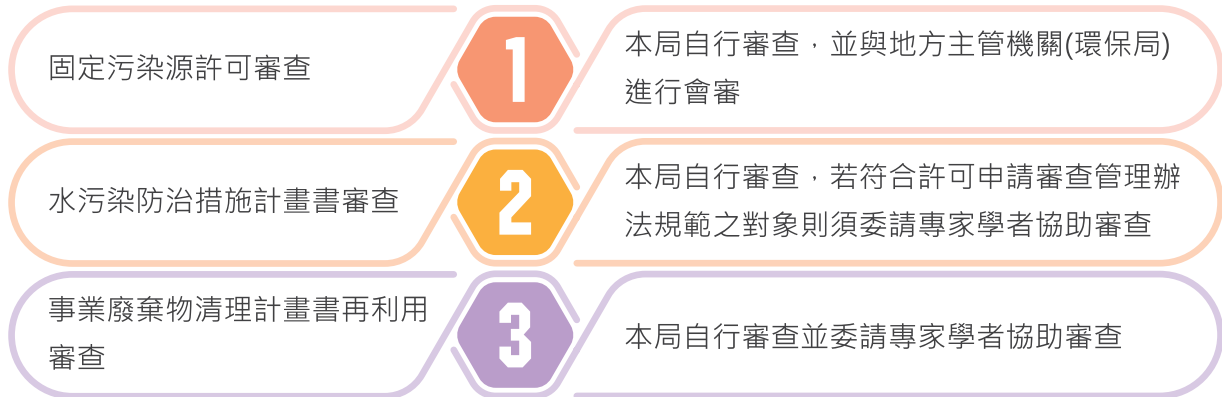 固定污染源許可審查
1
本局自行審查，並與地方主管機關(環保局)
進行會審
水污染防治措施計畫書審查
2
本局自行審查，若符合許可申請審查管理辦
法規範之對象則須委請專家學者協助審查
事業廢棄物清理計畫書再利用
審查
3
本局自行審查並委請專家學者協助審查